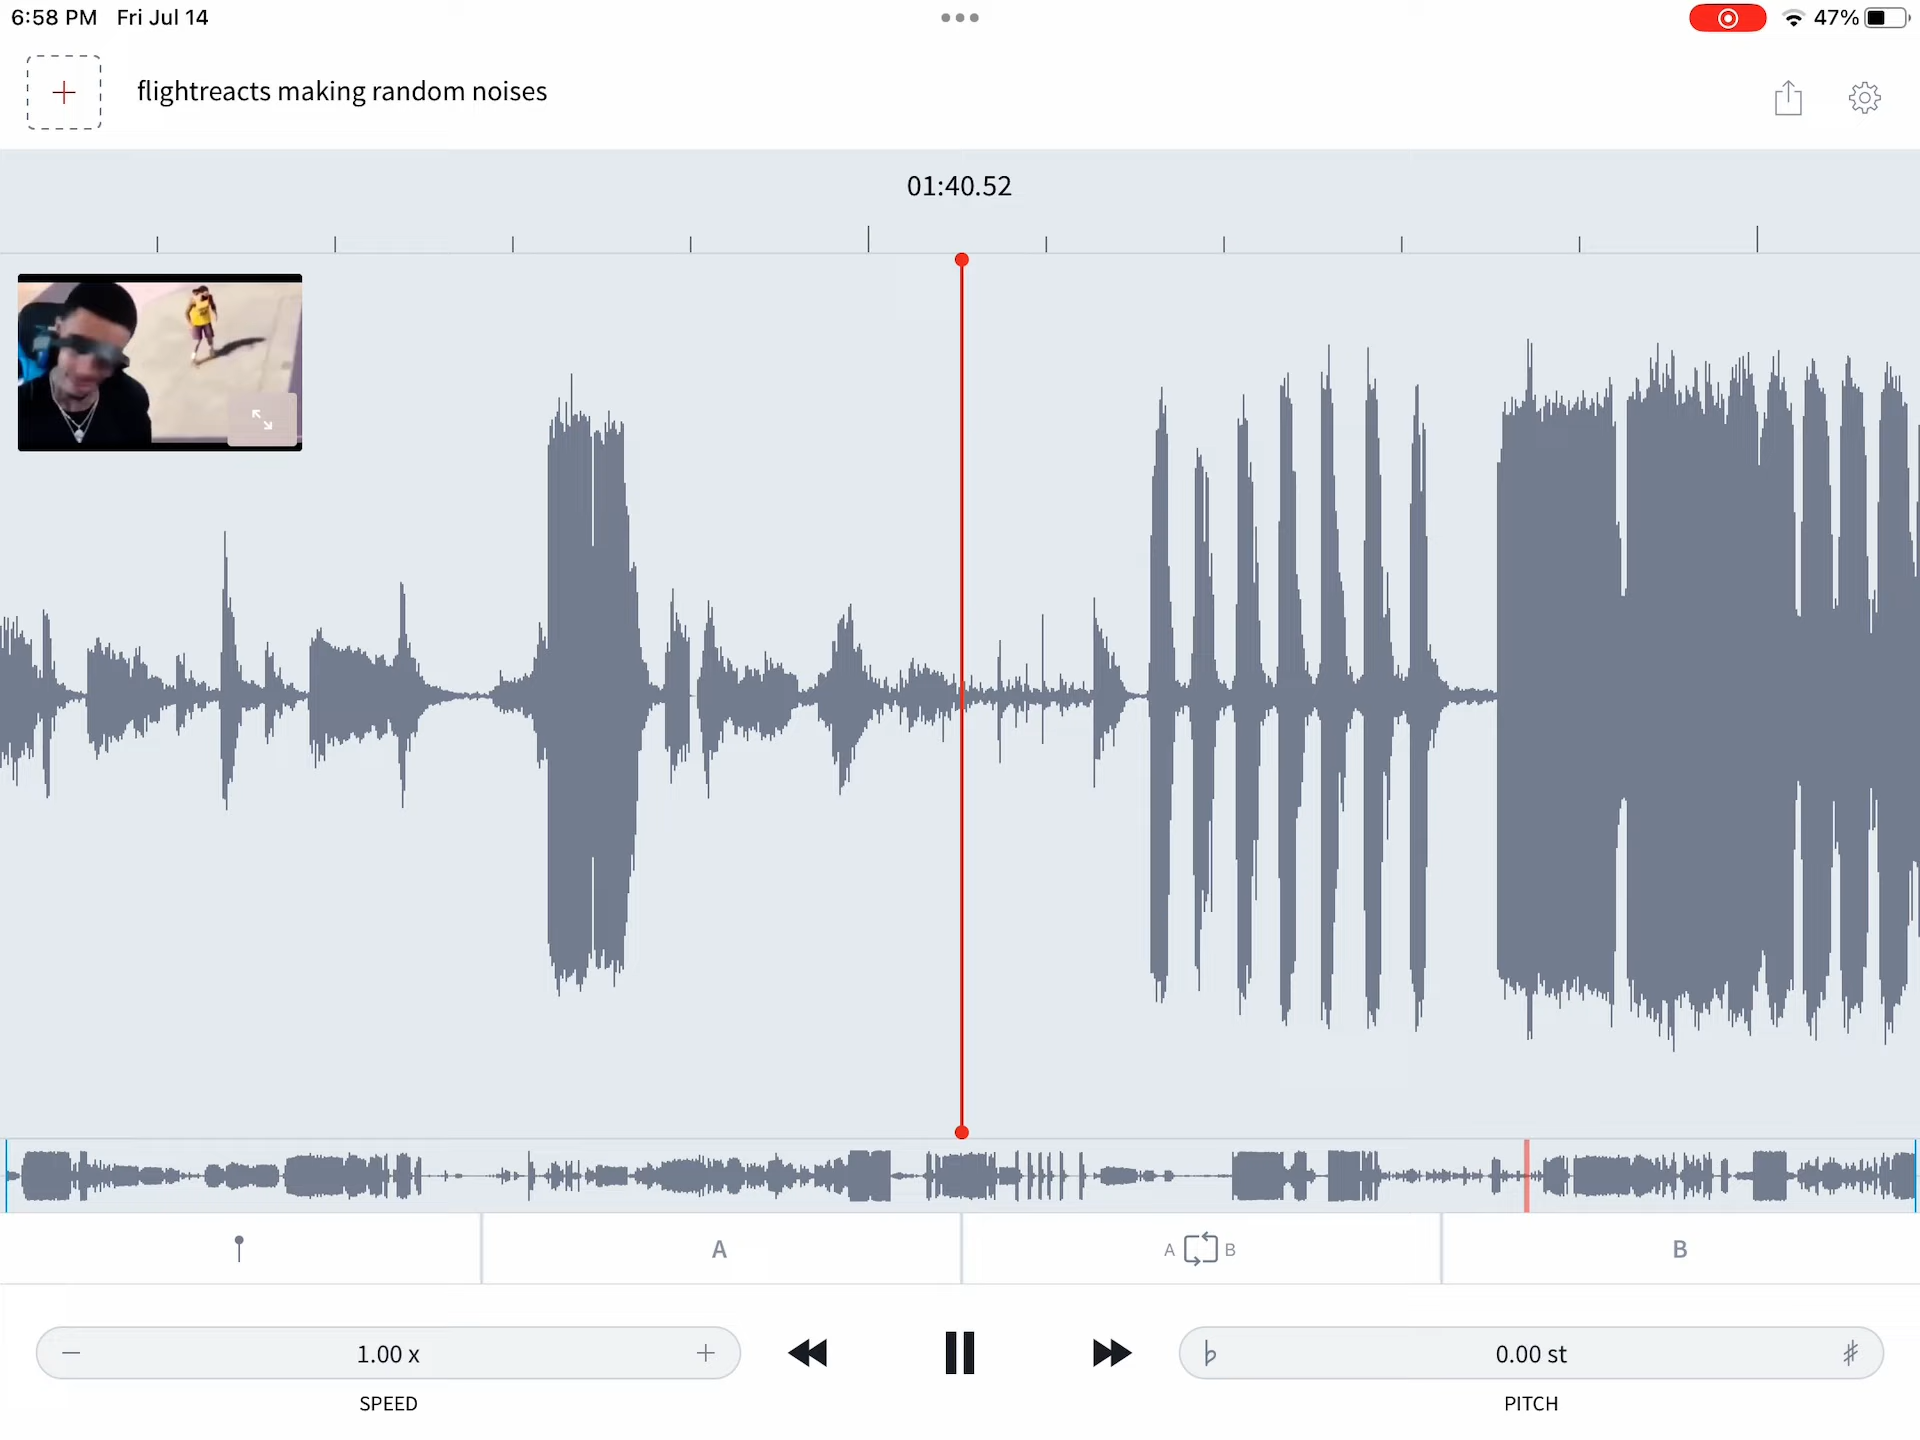 6:58 PM Fri Jul 14
47%
flightreacts making random noises
01:40.52
A
A B
B
1.00 x
0.00 st
SPEED
PITCH